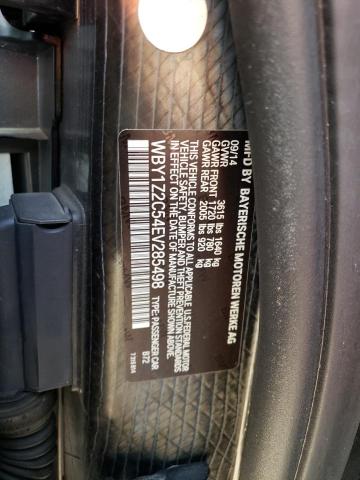 MFD BY BAYERISCHE MOTOREN WERKE AG
09/14
GVWR 3615 lbs 1640 kg
GAWR FRONT 1720 lbs 780 kg
GAWR REAR 2005 lbs 920 kg
THIS VEHICLE CONFORMS TO ALL APPLICABLE U.S.FEDERAL MOTOR
VEHICLE SAFETY, BUMPER AND THEFT PREVENTION STANDARDS
IN EFFECT ON THE DATE OF MANUFACTURE SHOWN ABOVE.
WBY1Z2C54EV285498 TYPE: PASSENGER CAR
B72